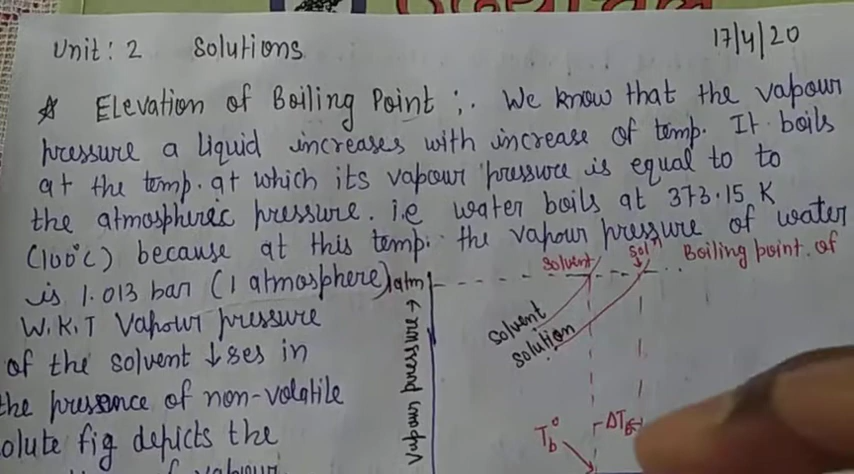 Unit: 2 Solutions 17/4/20
☆ Elevation of Boiling Point :. We know that the vapour
pressure a liquid increases with increase of temp. It boils
at the temp. at which its vapour pressure is equal to to
the atmospheric pressure. i.e water boils at 373.15 K
(100°C) because at this temp. the vapour pressure of water
is 1.013 bar (1 atmosphere)
W.K.T Vapour pressure
of the solvent ↓ses in
the presence of non-volatile
olute fig depicts the
vapour
1 atm
Solvent
Solⁿ
Boiling point of
Solvent
Solution
Vapour pressure →
Tb°
ΔTb